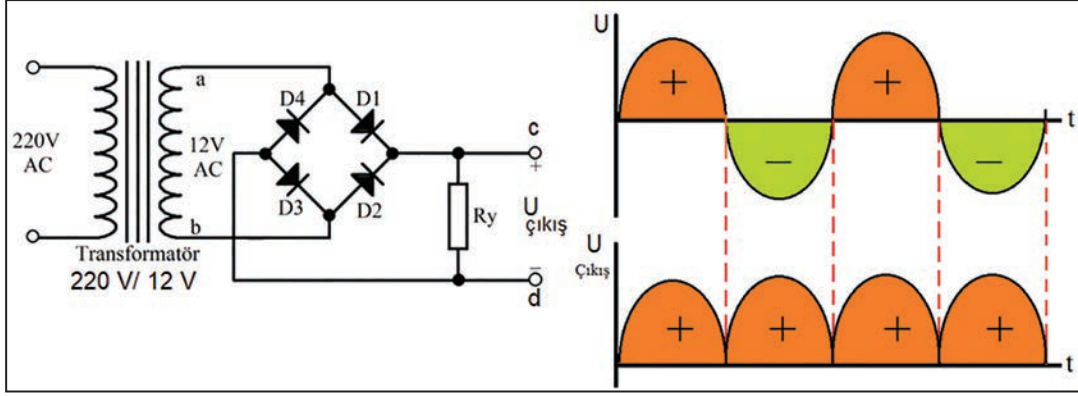 220V
AC
a
12V
AC
b
Transformatör
220 V/ 12 V
D4
D1
D3
D2
c
+
U
çıkış
Ry
–
d
U
+
+
t
–
–
U
Çıkış
+
+
+
+
t